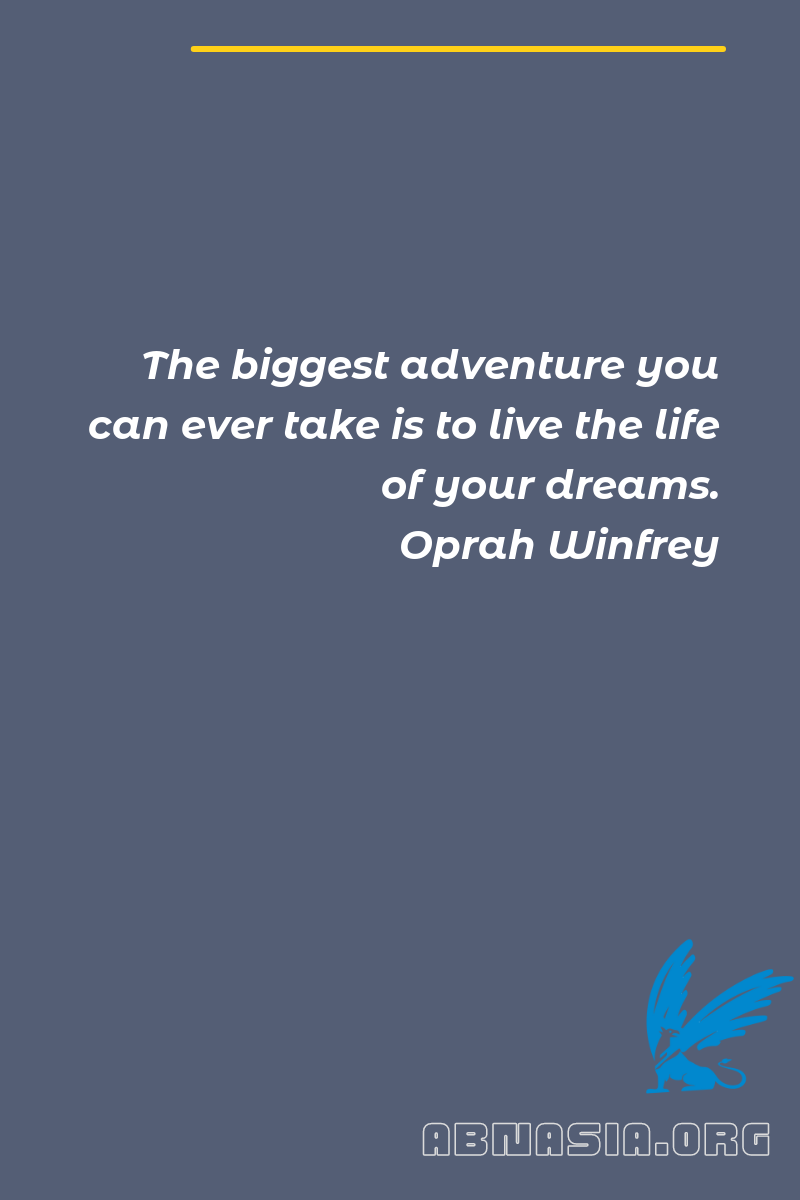 The biggest adventure you
can ever take is to live the life
of your dreams.
Oprah Winfrey
ABNASIA.ORG